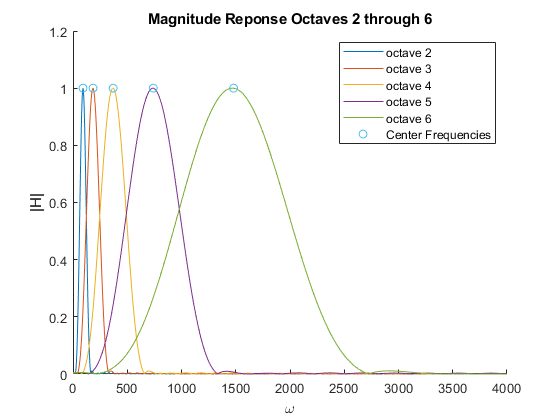 Magnitude Reponse Octaves 2 through 6
1.2
1
0.8
0.6
0.4
0.2
0
|H|
octave 2
octave 3
octave 4
octave 5
octave 6
Center Frequencies
0 500 1000 1500 2000 2500 3000 3500 4000
ω